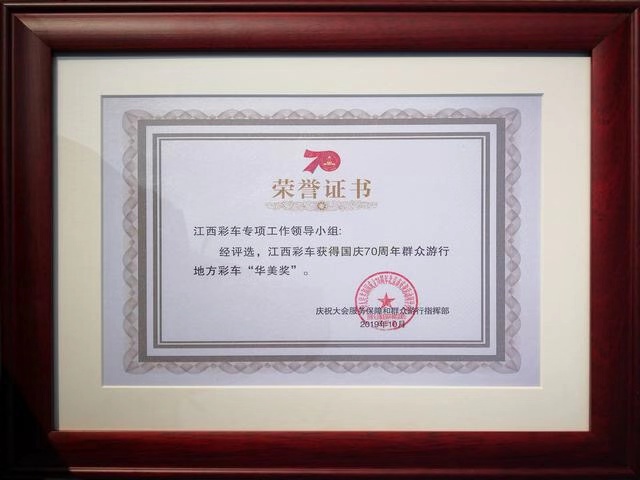 70
荣誉证书
江西彩车专项工作领导小组:
经评选，江西彩车获得国庆70周年群众游行
地方彩车“华美奖”。
庆祝大会服务保障和群众游行指挥部
2019年10月